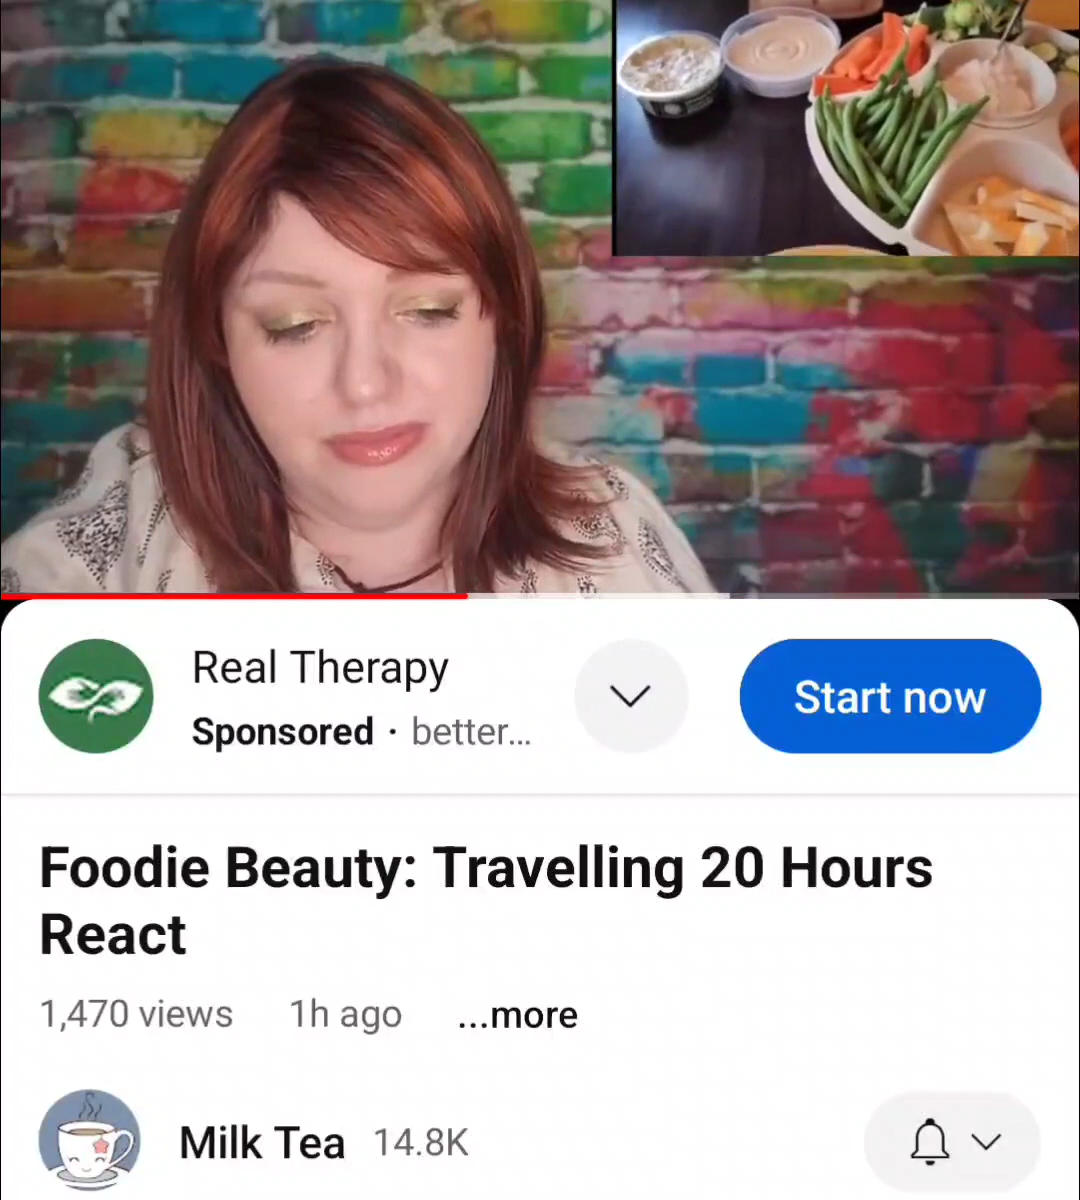 Real Therapy
Sponsored · better...
Start now
Foodie Beauty: Travelling 20 Hours
React
1,470 views 1h ago ...more
Milk Tea 14.8K